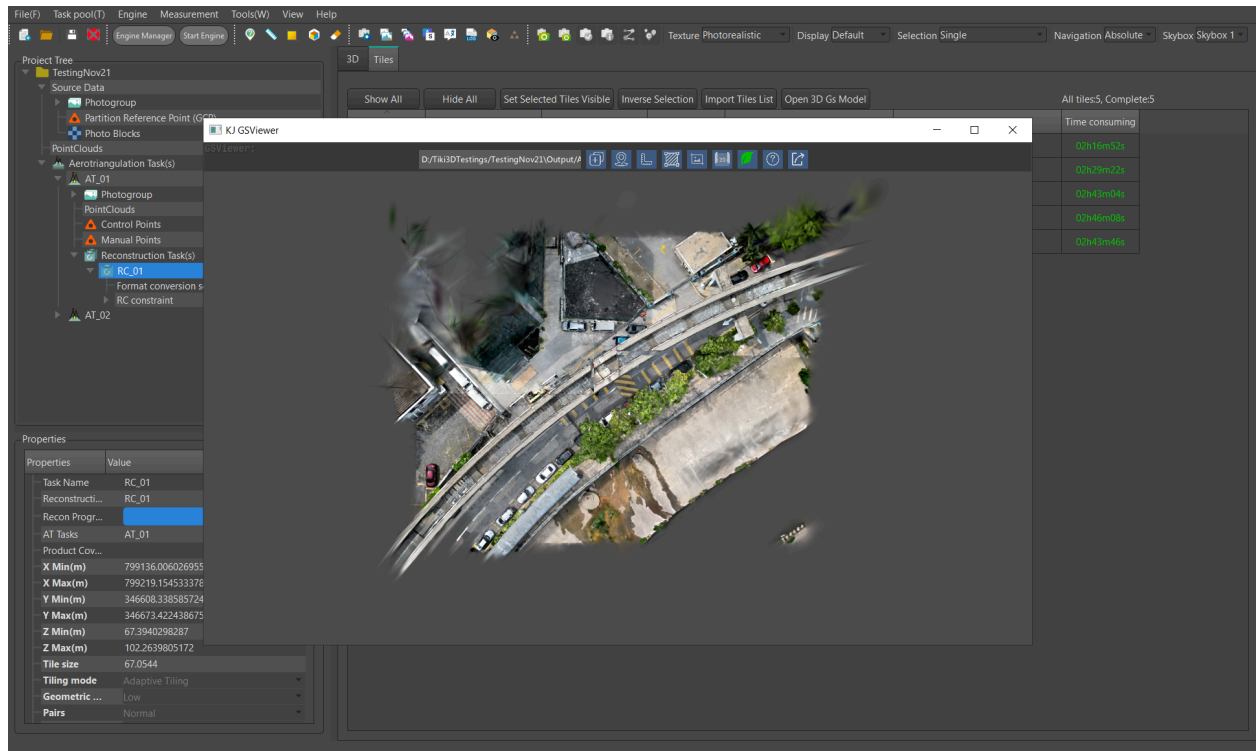 File(F) Task pool(T) Engine Measurement Tools(W) View Help
Engine Manager Start Engine Texture Photorealistic Display Default Selection Single Navigation Absolute Skybox Skybox 1
Project Tree
TestingNov21
Source Data
Photogroup
Partition Reference Point (GCP)
Photo Blocks
PointClouds
Aerotriangulation Task(s)
AT_01
Photogroup
PointClouds
Control Points
Manual Points
Reconstruction Task(s)
RC_01
Format conversion s
RC constraint
AT_02
3D Tiles
Show All Hide All Set Selected Tiles Visible Inverse Selection Import Tiles List Open 3D Gs Model All tiles:5, Complete:5
Time consuming
02h16m52s
02h29m22s
02h43m04s
02h46m08s
02h43m46s
KJ GSViewer
GSViewer:
D:/Tiki3DTestings/TestingNov21\Output/A
Properties
Properties Value
Task Name RC_01
Reconstructi... RC_01
Recon Progr...
AT Tasks AT_01
Product Cov...
X Min(m) 799136.006026955
X Max(m) 799219.154533378
Y Min(m) 346608.338585724
Y Max(m) 346673.422438675
Z Min(m) 67.3940298287
Z Max(m) 102.2639805172
Tile size 67.0544
Tiling mode Adaptive Tiling
Geometric ... Low
Pairs Normal